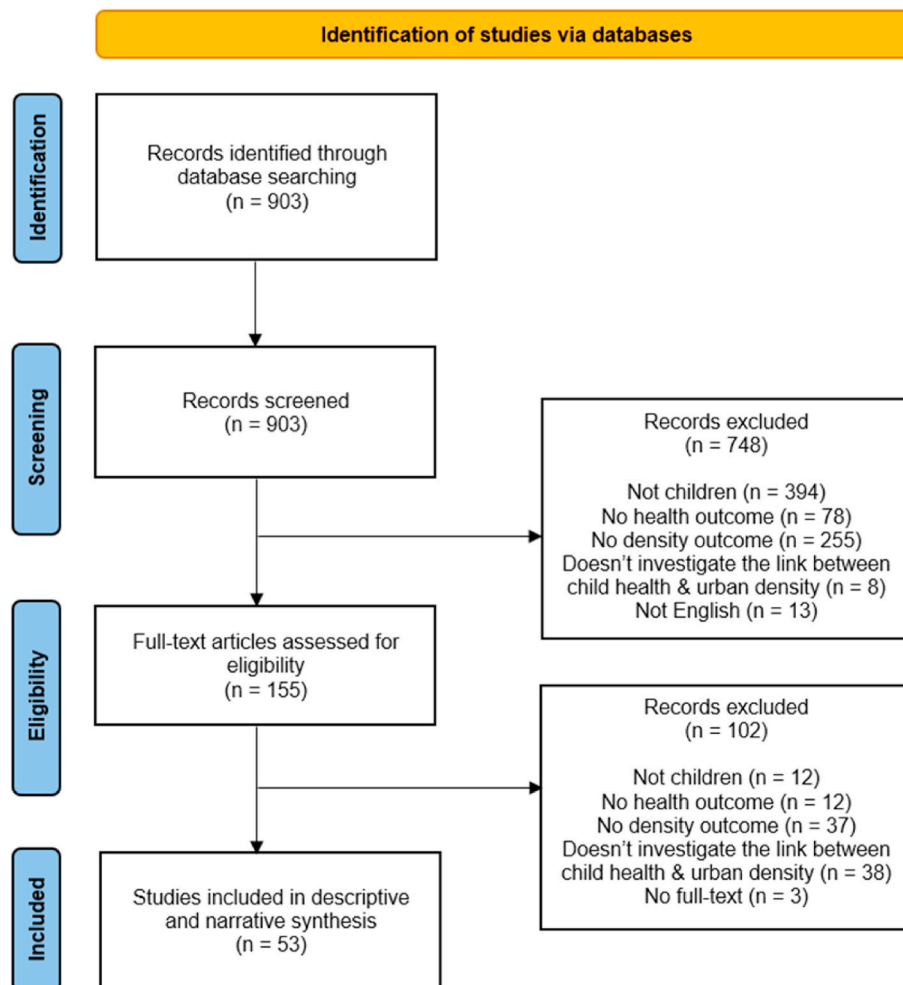 Identification of studies via databases
Identification
Records identified through
database searching
(n = 903)
Screening
Records screened
(n = 903)
Records excluded
(n = 748)
Not children (n = 394)
No health outcome (n = 78)
No density outcome (n = 255)
Doesn't investigate the link between
child health & urban density (n = 8)
Not English (n = 13)
Eligibility
Full-text articles assessed for
eligibility
(n = 155)
Records excluded
(n = 102)
Not children (n = 12)
No health outcome (n = 12)
No density outcome (n = 37)
Doesn't investigate the link between
child health & urban density (n = 38)
No full-text (n = 3)
Included
Studies included in descriptive
and narrative synthesis
(n = 53)